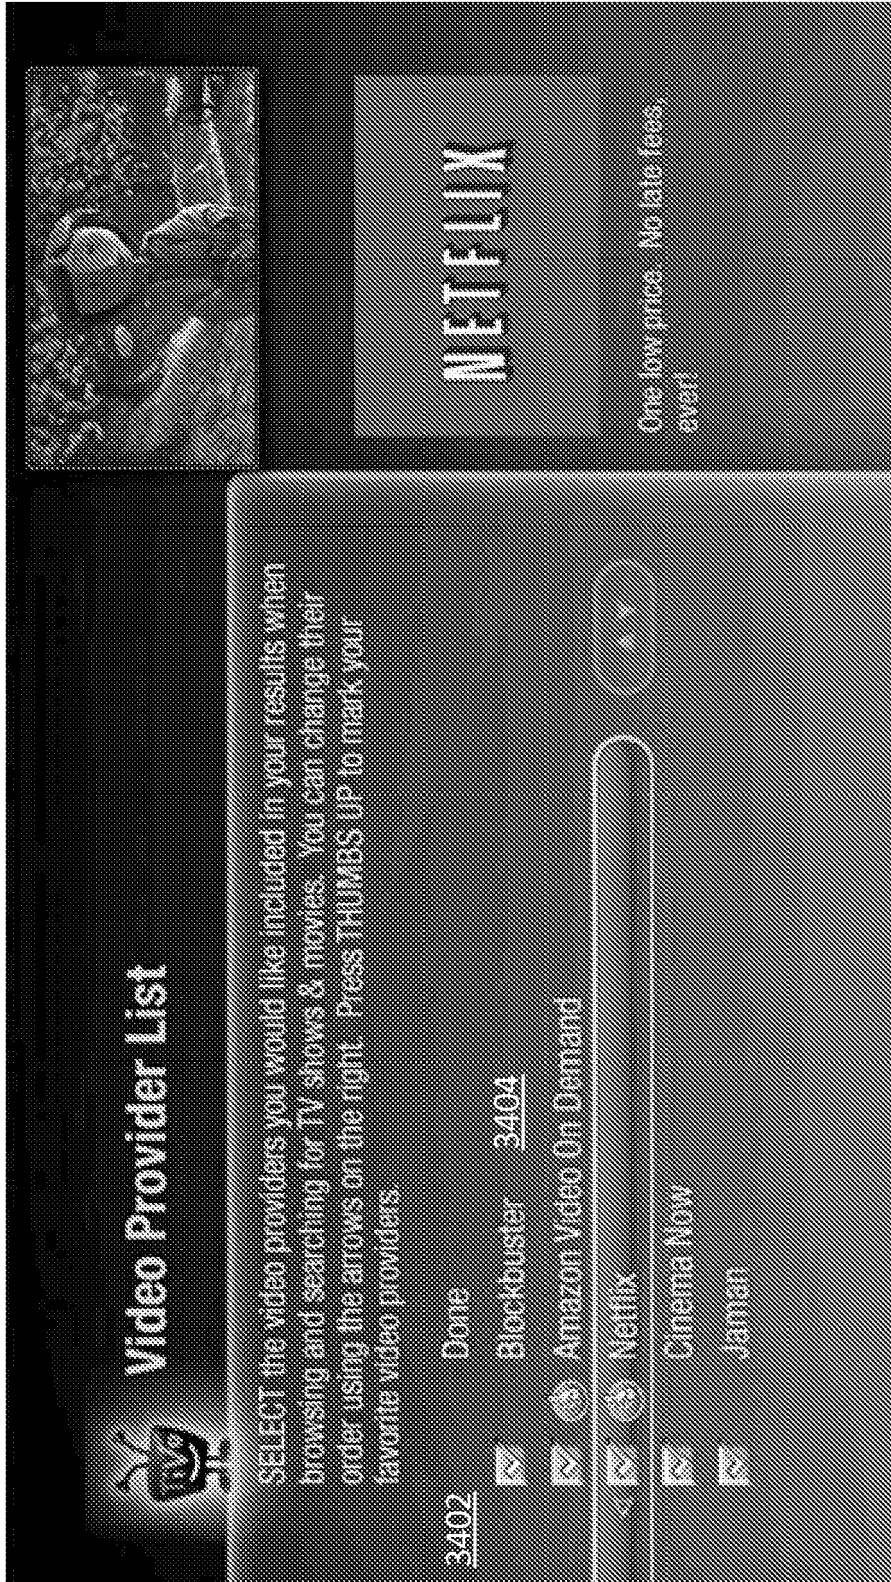 TiVo
Video Provider List
SELECT the video providers you would like included in your results when
browsing and searching for TV shows & movies. You can change their
order using the arrows on the right. Press THUMBS UP to mark your
favorite video providers.
3402
Done
Blockbuster
3404
Amazon Video On Demand
Netflix
Cinema Now
Jaman
NETFLIX
One low price. No late fees,
ever!